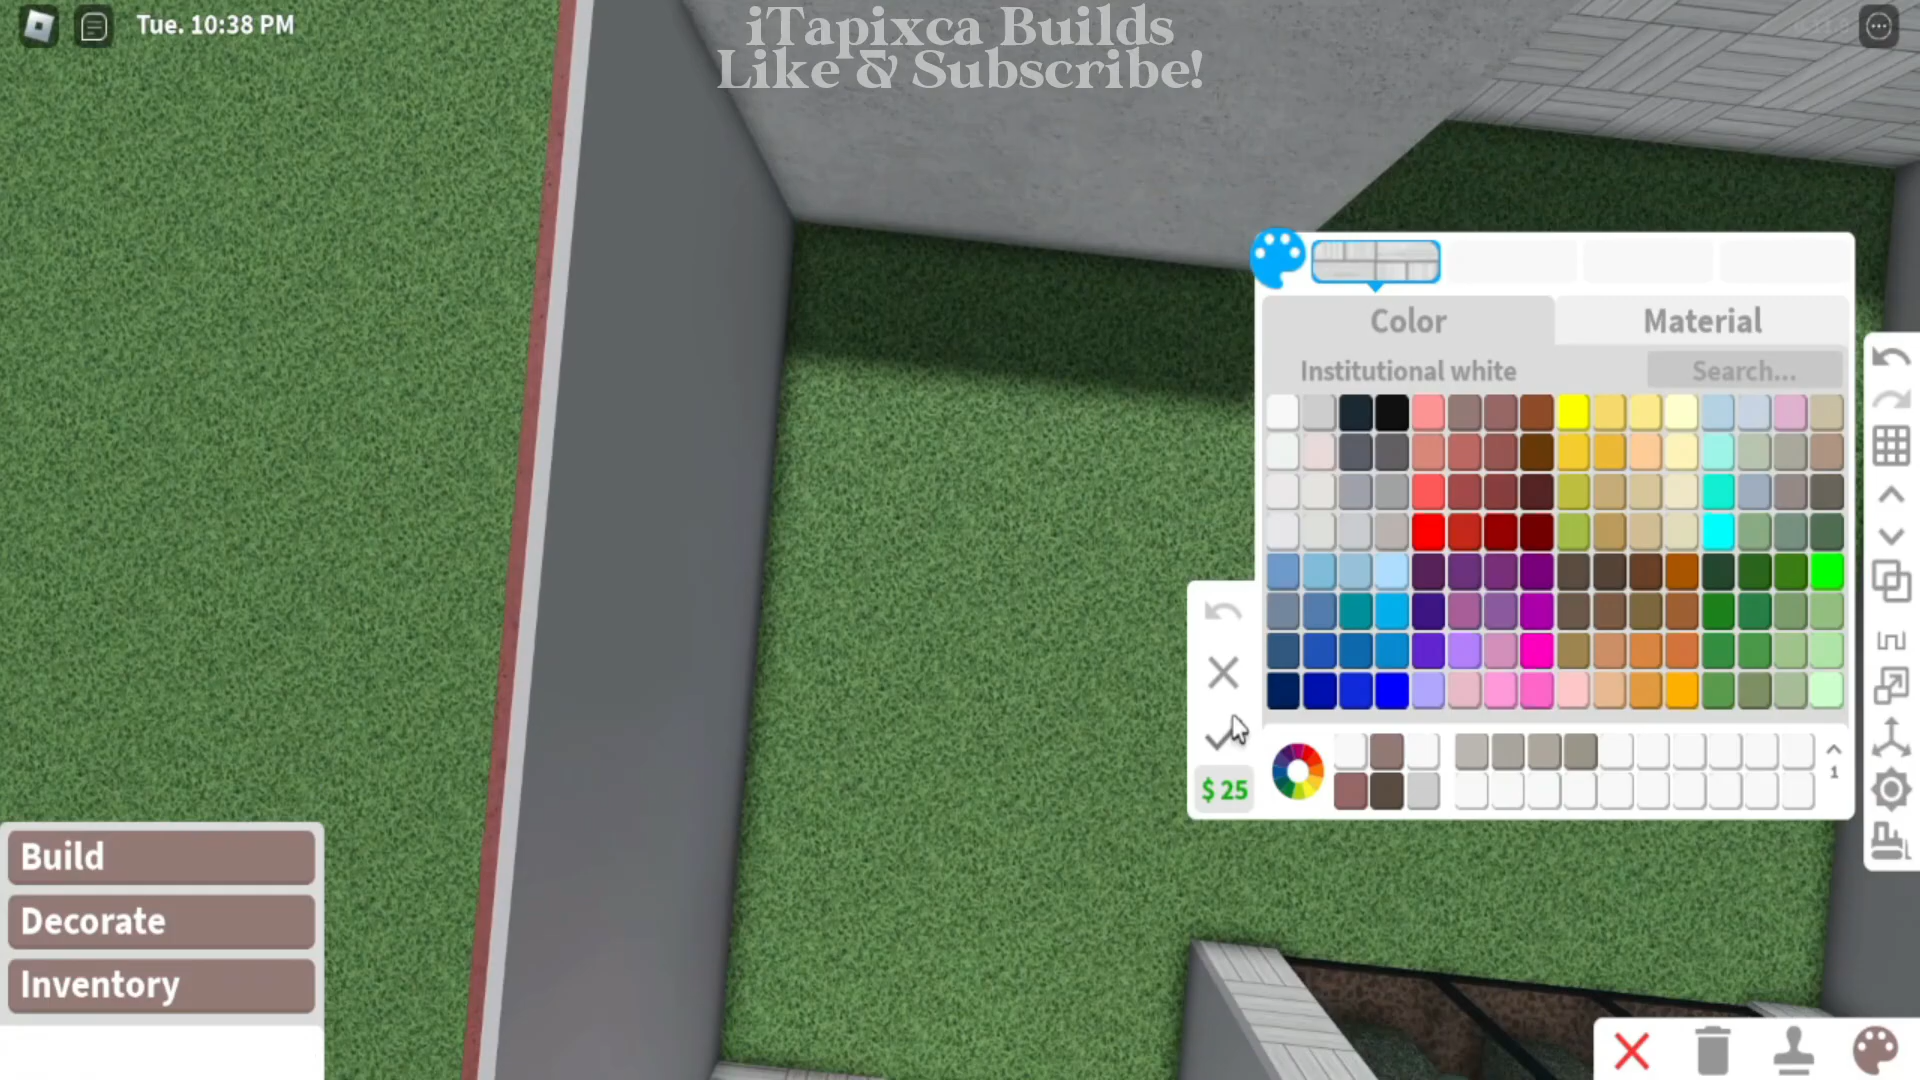 Tue. 10:38 PM
iTapixca Builds
Like & Subscribe!
Color
Material
Institutional white
Search...
$ 25
1
Build
Decorate
Inventory